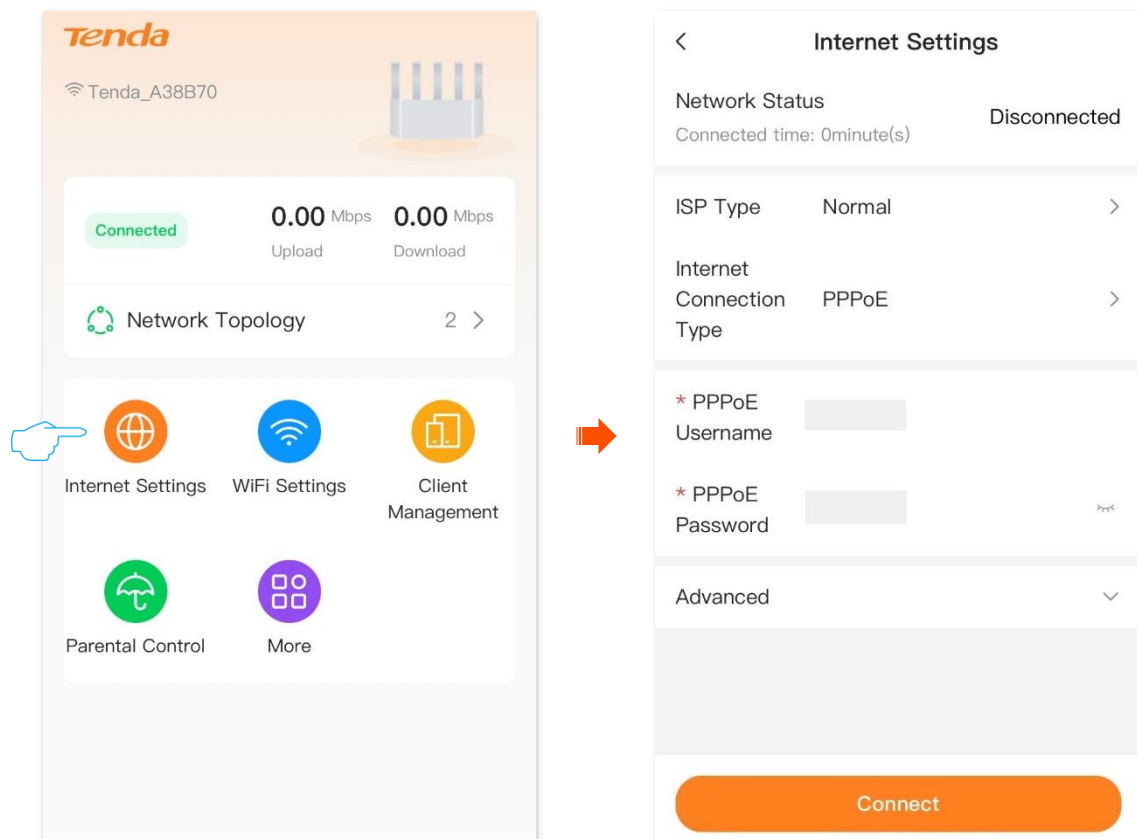 Tenda
Tenda_A38B70
Connected
0.00 Mbps 0.00 Mbps
Upload Download
Network Topology 2
Internet Settings WiFi Settings Client
Management
Parental Control More
Internet Settings
Network Status
Disconnected
Connected time: 0minute(s)
ISP Type Normal
Internet
Connection PPPoE
Type
* PPPoE
Username
* PPPoE
Password
Advanced
Connect